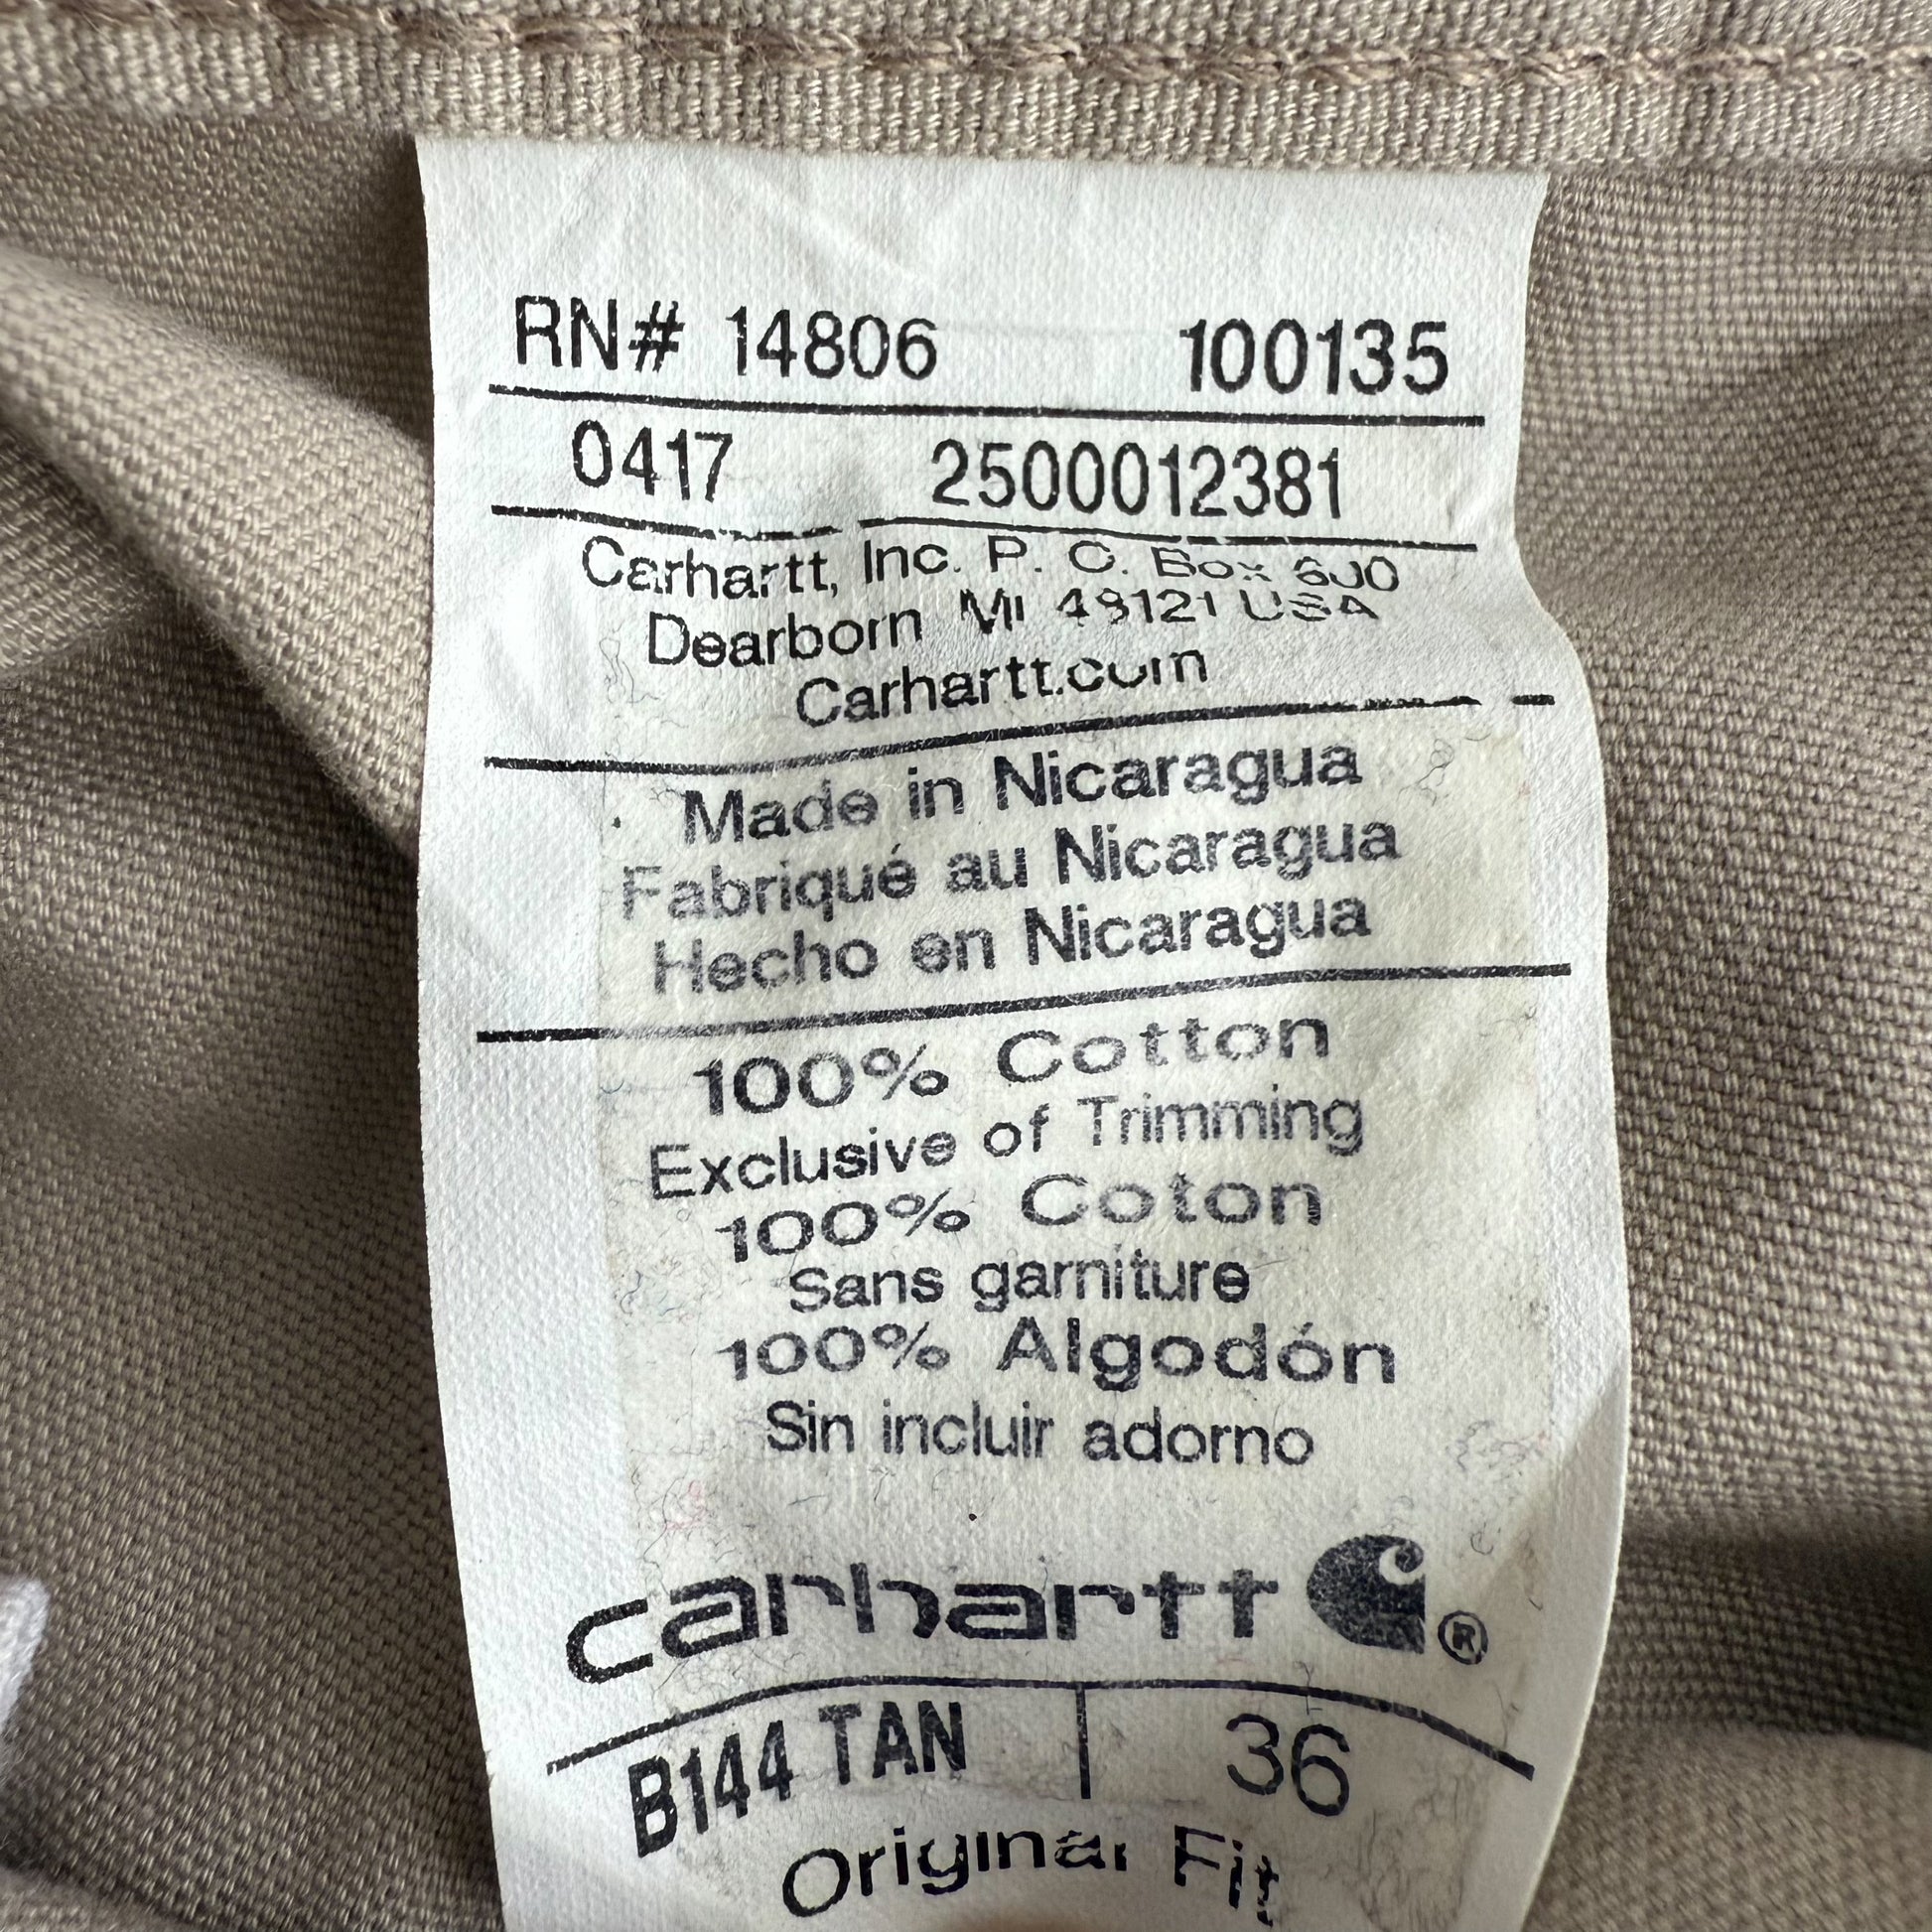 RN# 14806 100135
0417 2500012381
Carhartt, Inc. P. O. Box 600
Dearborn MI 48121 USA
Carhartt.com
Made in Nicaragua
Fabriqué au Nicaragua
Hecho en Nicaragua
100% Cotton
Exclusive of Trimming
100% Coton
Sans garniture
100% Algodón
Sin incluir adorno
carhartt ®
B144 TAN 36
Original Fit